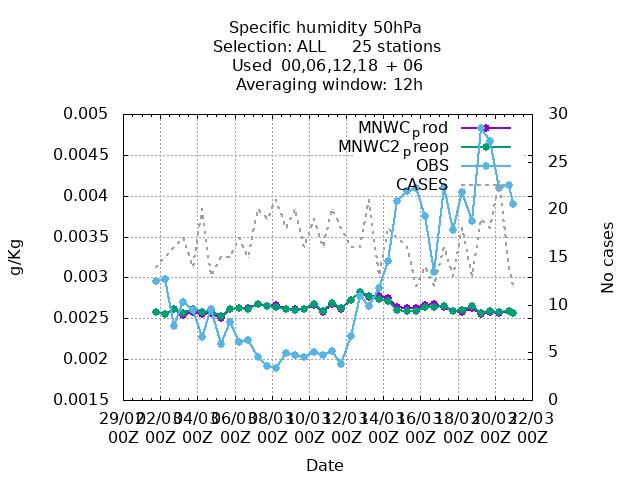 Specific humidity 50hPa
Selection: ALL 25 stations
Used 00,06,12,18 + 06
Averaging window: 12h
0.005
0.0045
0.004
0.0035
0.003
0.0025
0.002
0.0015
g/Kg
MNWCprod
MNWC2preop
OBS
CASES
30
25
20
15
10
5
0
No cases
29/02 02/03 04/03 06/03 08/03 10/03 12/03 14/03 16/03 18/03 20/03 22/03
00Z 00Z 00Z 00Z 00Z 00Z 00Z 00Z 00Z 00Z 00Z 00Z
Date